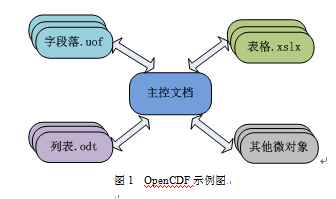 字段落.uof
表格.xslx
主控文档
列表.odt
其他微对象
图 1 OpenCDF 示例图